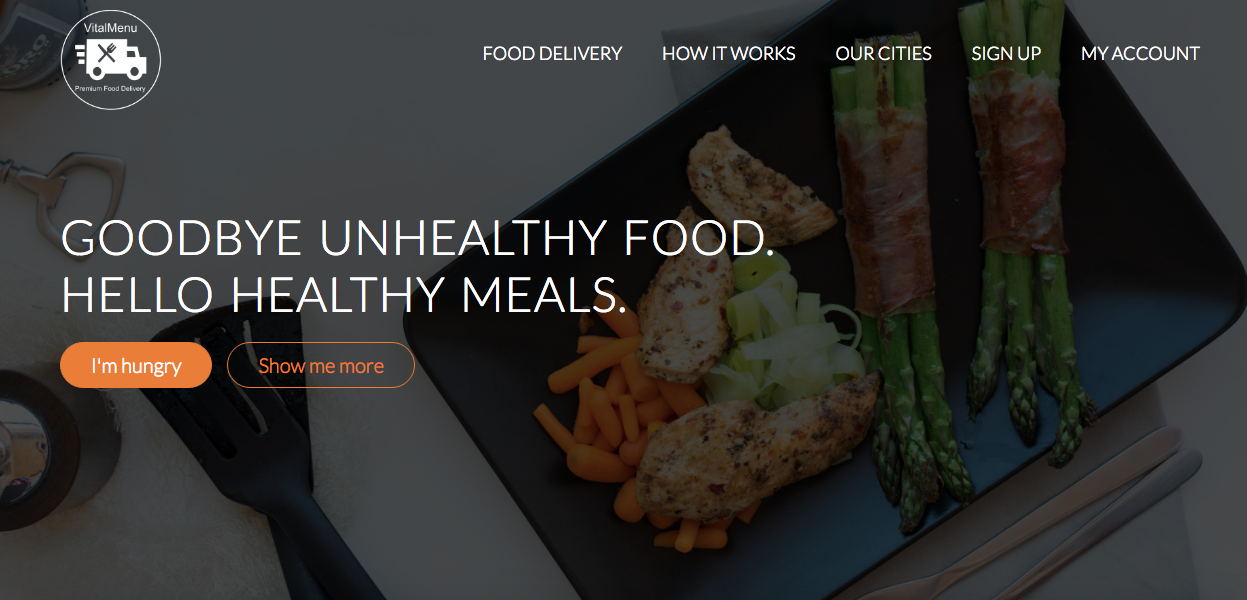 VitalMenu
Premium Food Delivery
FOOD DELIVERY HOW IT WORKS OUR CITIES SIGN UP MY ACCOUNT
GOODBYE UNHEALTHY FOOD.
HELLO HEALTHY MEALS.
I'm hungry Show me more